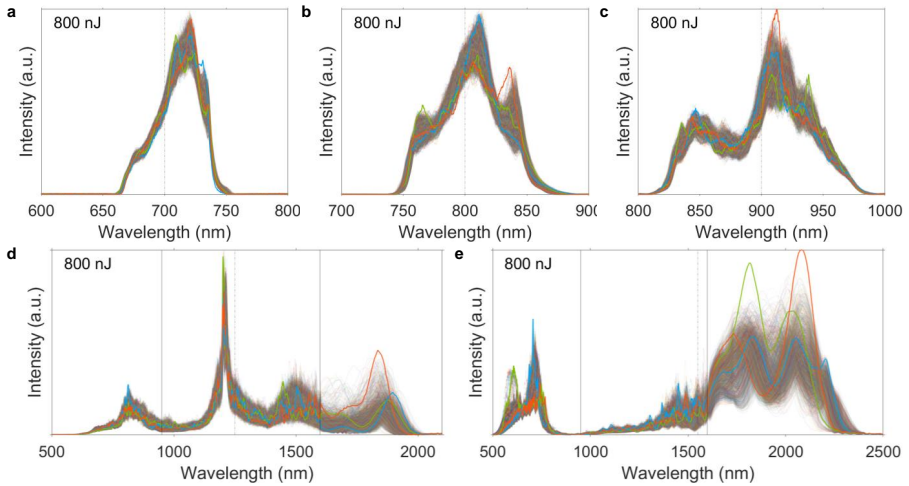 a
800 nJ
Intensity (a.u.)
600 650 700 750 800
Wavelength (nm)
b
800 nJ
Intensity (a.u.)
700 750 800 850 900
Wavelength (nm)
c
800 nJ
Intensity (a.u.)
800 850 900 950 1000
Wavelength (nm)
d
800 nJ
Intensity (a.u.)
500 1000 1500 2000
Wavelength (nm)
e
800 nJ
Intensity (a.u.)
500 1000 1500 2000 2500
Wavelength (nm)